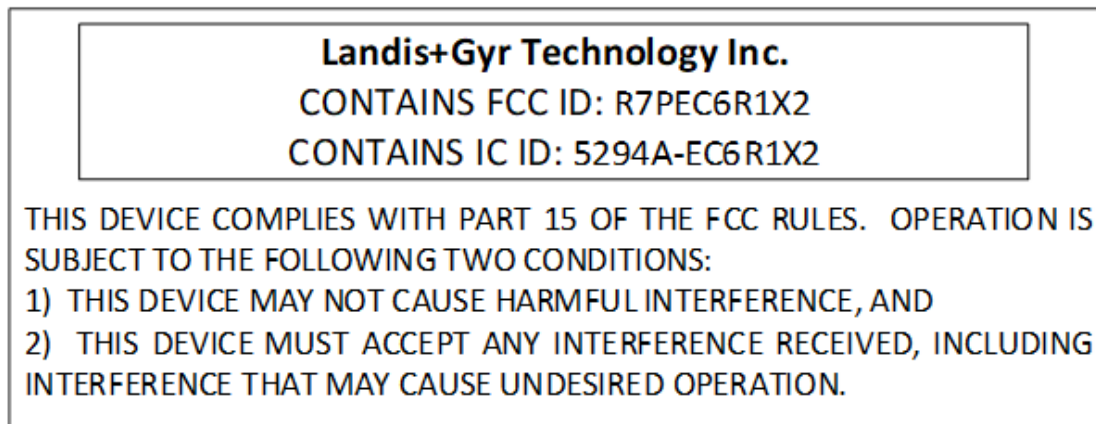 Landis+Gyr Technology Inc.
CONTAINS FCC ID: R7PEC6R1X2
CONTAINS IC ID: 5294A-EC6R1X2
THIS DEVICE COMPLIES WITH PART 15 OF THE FCC RULES. OPERATION IS
SUBJECT TO THE FOLLOWING TWO CONDITIONS:
1) THIS DEVICE MAY NOT CAUSE HARMFUL INTERFERENCE, AND
2) THIS DEVICE MUST ACCEPT ANY INTERFERENCE RECEIVED, INCLUDING
INTERFERENCE THAT MAY CAUSE UNDESIRED OPERATION.